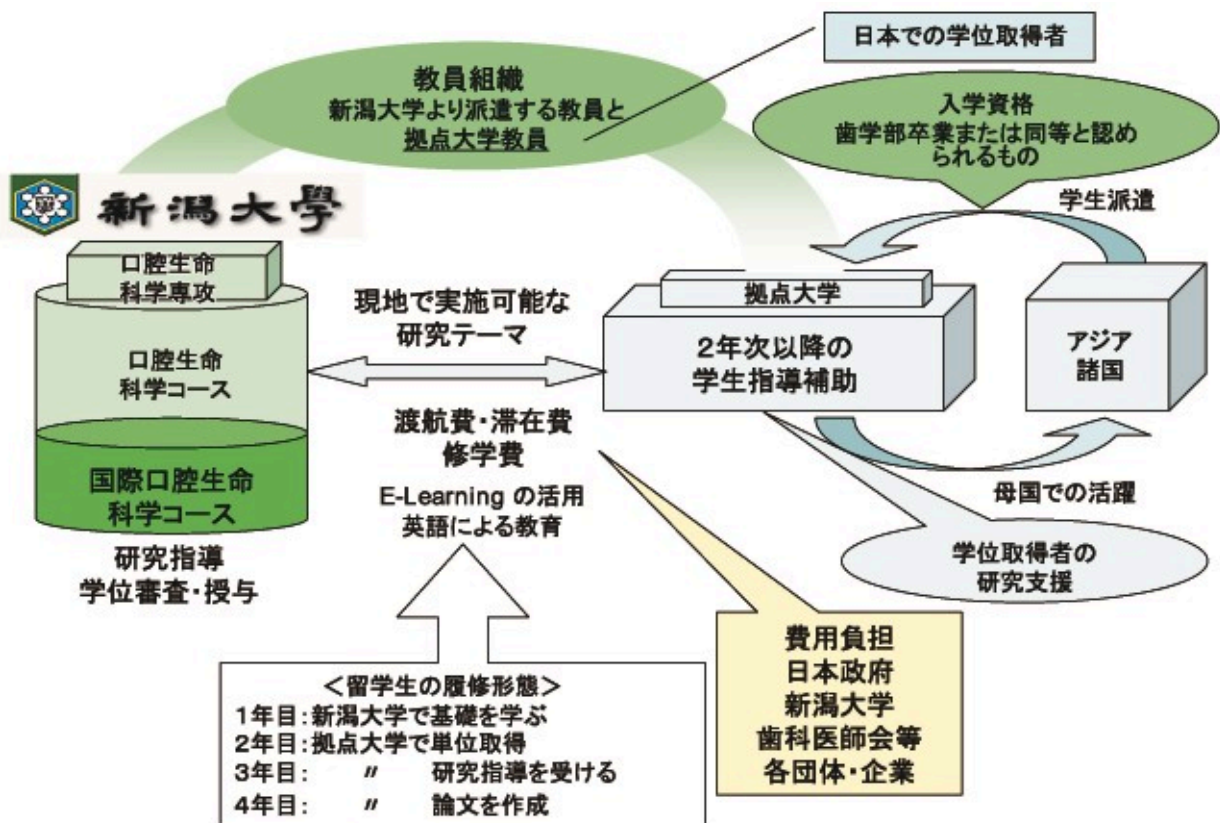 日本での学位取得者
教員組織
新潟大学より派遣する教員と
拠点大学教員
入学資格
歯学部卒業または同等と認め
られるもの
新潟大學
学生派遣
口腔生命
科学専攻
口腔生命
科学コース
国際口腔生命
科学コース
研究指導
学位審査・授与
現地で実施可能な
研究テーマ
渡航費・滞在費
修学費
E-Learning の活用
英語による教育
拠点大学
2年次以降の
学生指導補助
アジア
諸国
母国での活躍
学位取得者の
研究支援
費用負担
日本政府
新潟大学
歯科医師会等
各団体・企業
＜留学生の履修形態＞
1年目：新潟大学で基礎を学ぶ
2年目：拠点大学で単位取得
3年目：　〃　研究指導を受ける
4年目：　〃　論文を作成